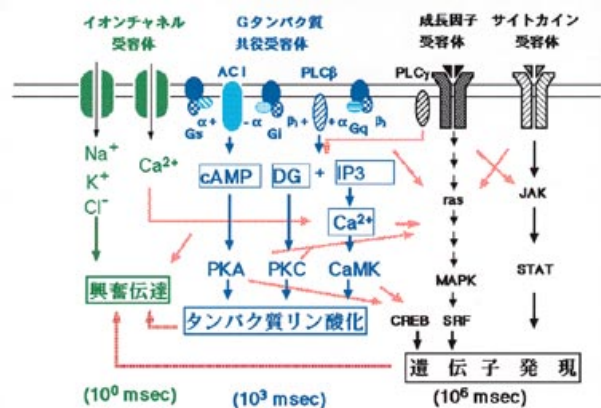 イオンチャネル
受容体
Gタンパク質
共役受容体
成長因子
受容体
サイトカイン
受容体
AC I
PLCβ
PLCγ
α+
Gs
-α
Gi
β₁+
+α
Gq
β₁
Na⁺
K⁺
Cl⁻
Ca²⁺
cAMP
DG + IP3
Ca²⁺
ras
JAK
PKA
PKC
CaMK
MAPK
STAT
興奮伝達
タンパク質リン酸化
CREB
SRF
遺伝子発現
(10⁰ msec)
(10³ msec)
(10⁶ msec)